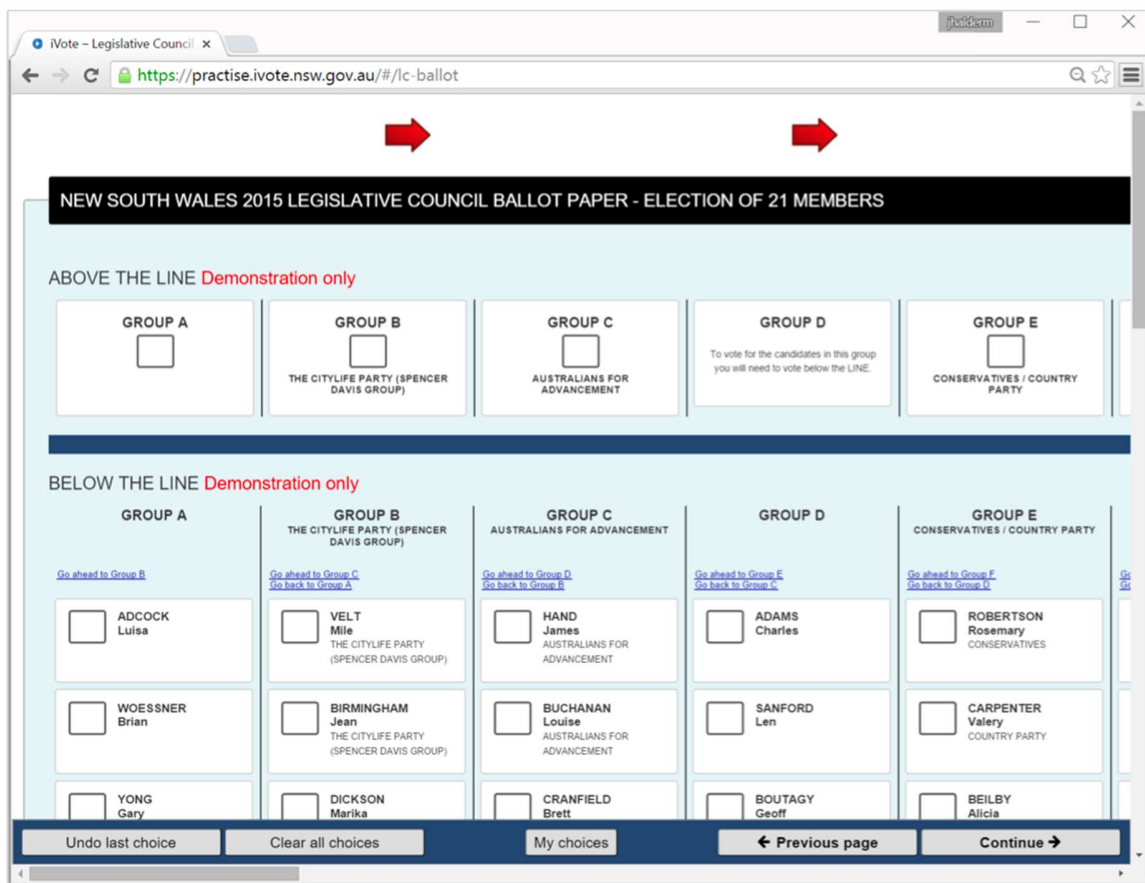 jhalderm
iVote – Legislative Council
https://practise.ivote.nsw.gov.au/#/lc-ballot
NEW SOUTH WALES 2015 LEGISLATIVE COUNCIL BALLOT PAPER - ELECTION OF 21 MEMBERS
ABOVE THE LINE Demonstration only
GROUP A
GROUP B
THE CITYLIFE PARTY (SPENCER
DAVIS GROUP)
GROUP C
AUSTRALIANS FOR
ADVANCEMENT
GROUP D
To vote for the candidates in this group
you will need to vote below the LINE.
GROUP E
CONSERVATIVES / COUNTRY
PARTY
BELOW THE LINE Demonstration only
GROUP A
Go ahead to Group B
ADCOCK
Luisa
WOESSNER
Brian
YONG
Gary
GROUP B
THE CITYLIFE PARTY (SPENCER
DAVIS GROUP)
Go ahead to Group C
Go back to Group A
VELT
Mile
THE CITYLIFE PARTY
(SPENCER DAVIS GROUP)
BIRMINGHAM
Jean
THE CITYLIFE PARTY
(SPENCER DAVIS GROUP)
DICKSON
Marika
GROUP C
AUSTRALIANS FOR ADVANCEMENT
Go ahead to Group D
Go back to Group B
HAND
James
AUSTRALIANS FOR
ADVANCEMENT
BUCHANAN
Louise
AUSTRALIANS FOR
ADVANCEMENT
CRANFIELD
Brett
GROUP D
Go ahead to Group E
Go back to Group C
ADAMS
Charles
SANFORD
Len
BOUTAGY
Geoff
GROUP E
CONSERVATIVES / COUNTRY PARTY
Go ahead to Group F
Go back to Group D
ROBERTSON
Rosemary
CONSERVATIVES
CARPENTER
Valery
COUNTRY PARTY
BEILBY
Alicia
Go
Go
Undo last choice
Clear all choices
My choices
Previous page
Continue